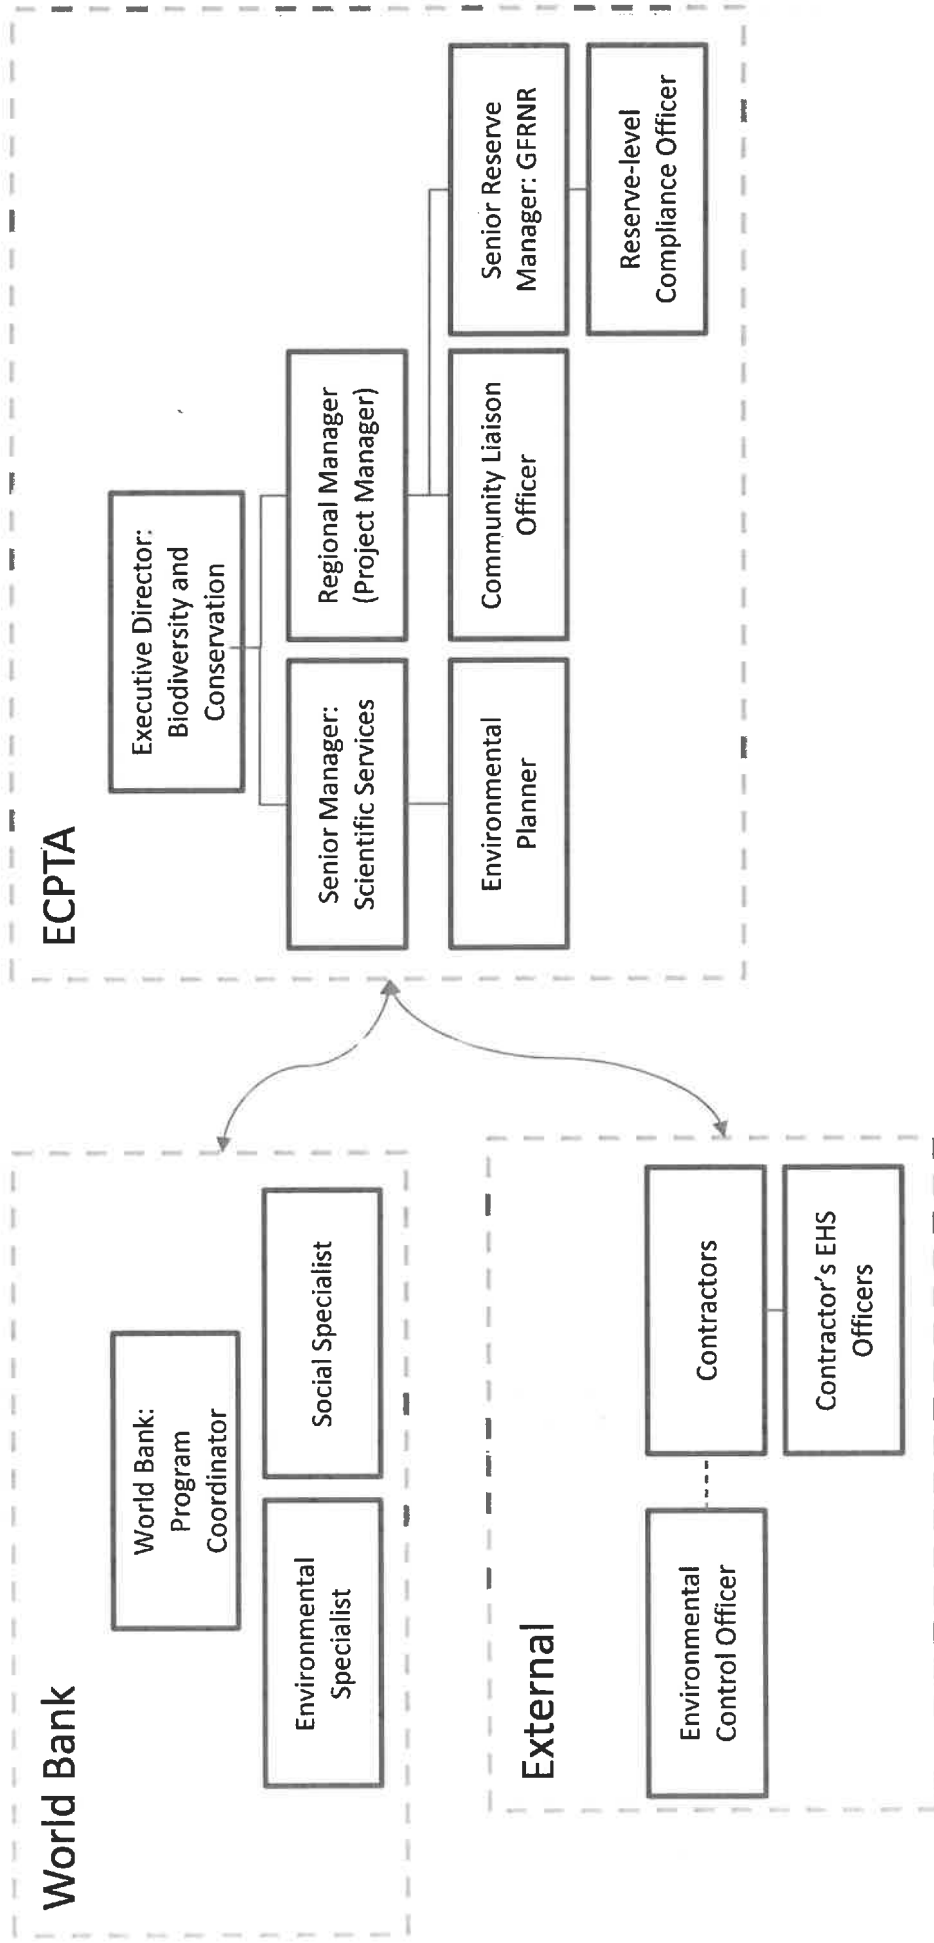 World Bank
World Bank:
Program
Coordinator
Environmental
Specialist
Social Specialist
External
Environmental
Control Officer
Contractors
Contractor's EHS
Officers
ECPTA
Executive Director:
Biodiversity and
Conservation
Senior Manager:
Scientific Services
Regional Manager
(Project Manager)
Environmental
Planner
Community Liaison
Officer
Senior Reserve
Manager: GFRNR
Reserve-level
Compliance Officer